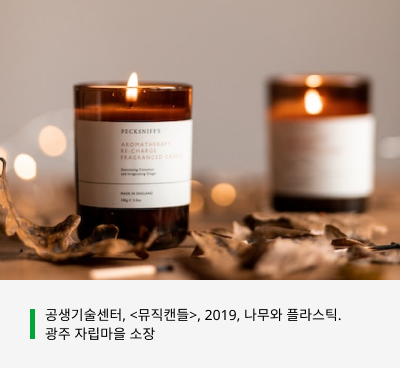 PECKSNIFF'S
AROMATHERAPY
RE-CHARGE
FRAGRANCED CANDLE
MADE IN ENGLAND
공생기술센터, <뮤직캔들>, 2019, 나무와 플라스틱.
광주 자립마을 소장